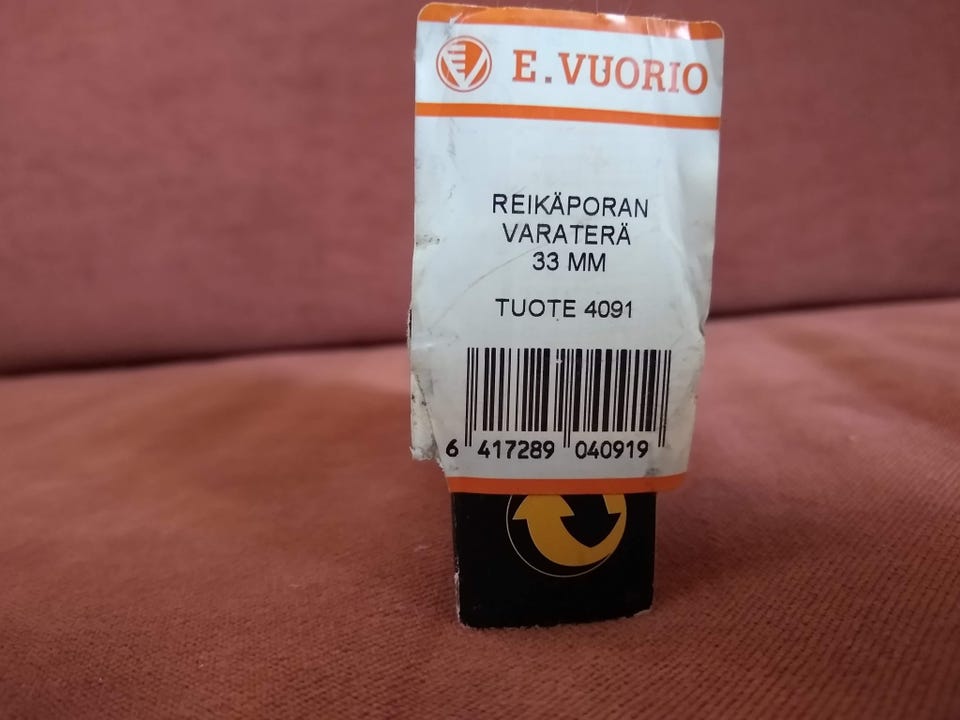 E.VUORIO
REIKÄPORAN
VARATERÄ
33 MM
TUOTE 4091
6 417289 040919